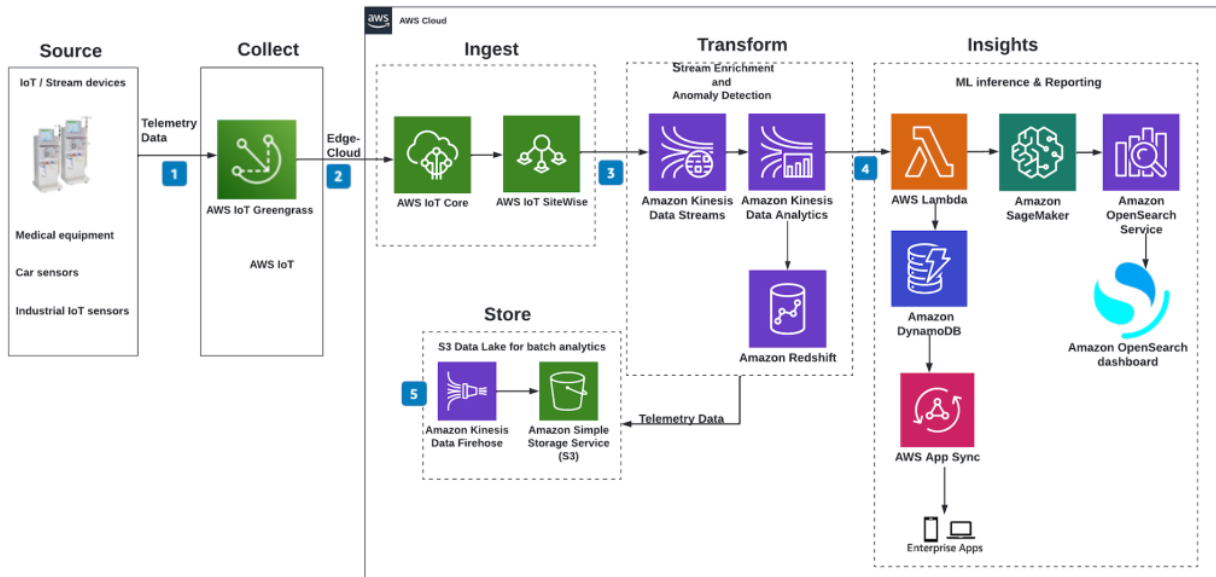 aws
AWS Cloud
Source
Collect
Ingest
Transform
Insights
IoT / Stream devices
Telemetry
Data
1
Medical equipment
Car sensors
Industrial IoT sensors
AWS IoT Greengrass
AWS IoT
Edge-
Cloud
2
AWS IoT Core
AWS IoT SiteWise
3
Stream Enrichment
and
Anomaly Detection
Amazon Kinesis
Data Streams
Amazon Kinesis
Data Analytics
Amazon Redshift
4
ML inference & Reporting
AWS Lambda
Amazon
SageMaker
Amazon
OpenSearch
Service
Amazon
DynamoDB
Amazon OpenSearch
dashboard
AWS App Sync
Enterprise Apps
Store
S3 Data Lake for batch analytics
5
Amazon Kinesis
Data Firehose
Amazon Simple
Storage Service
(S3)
Telemetry Data